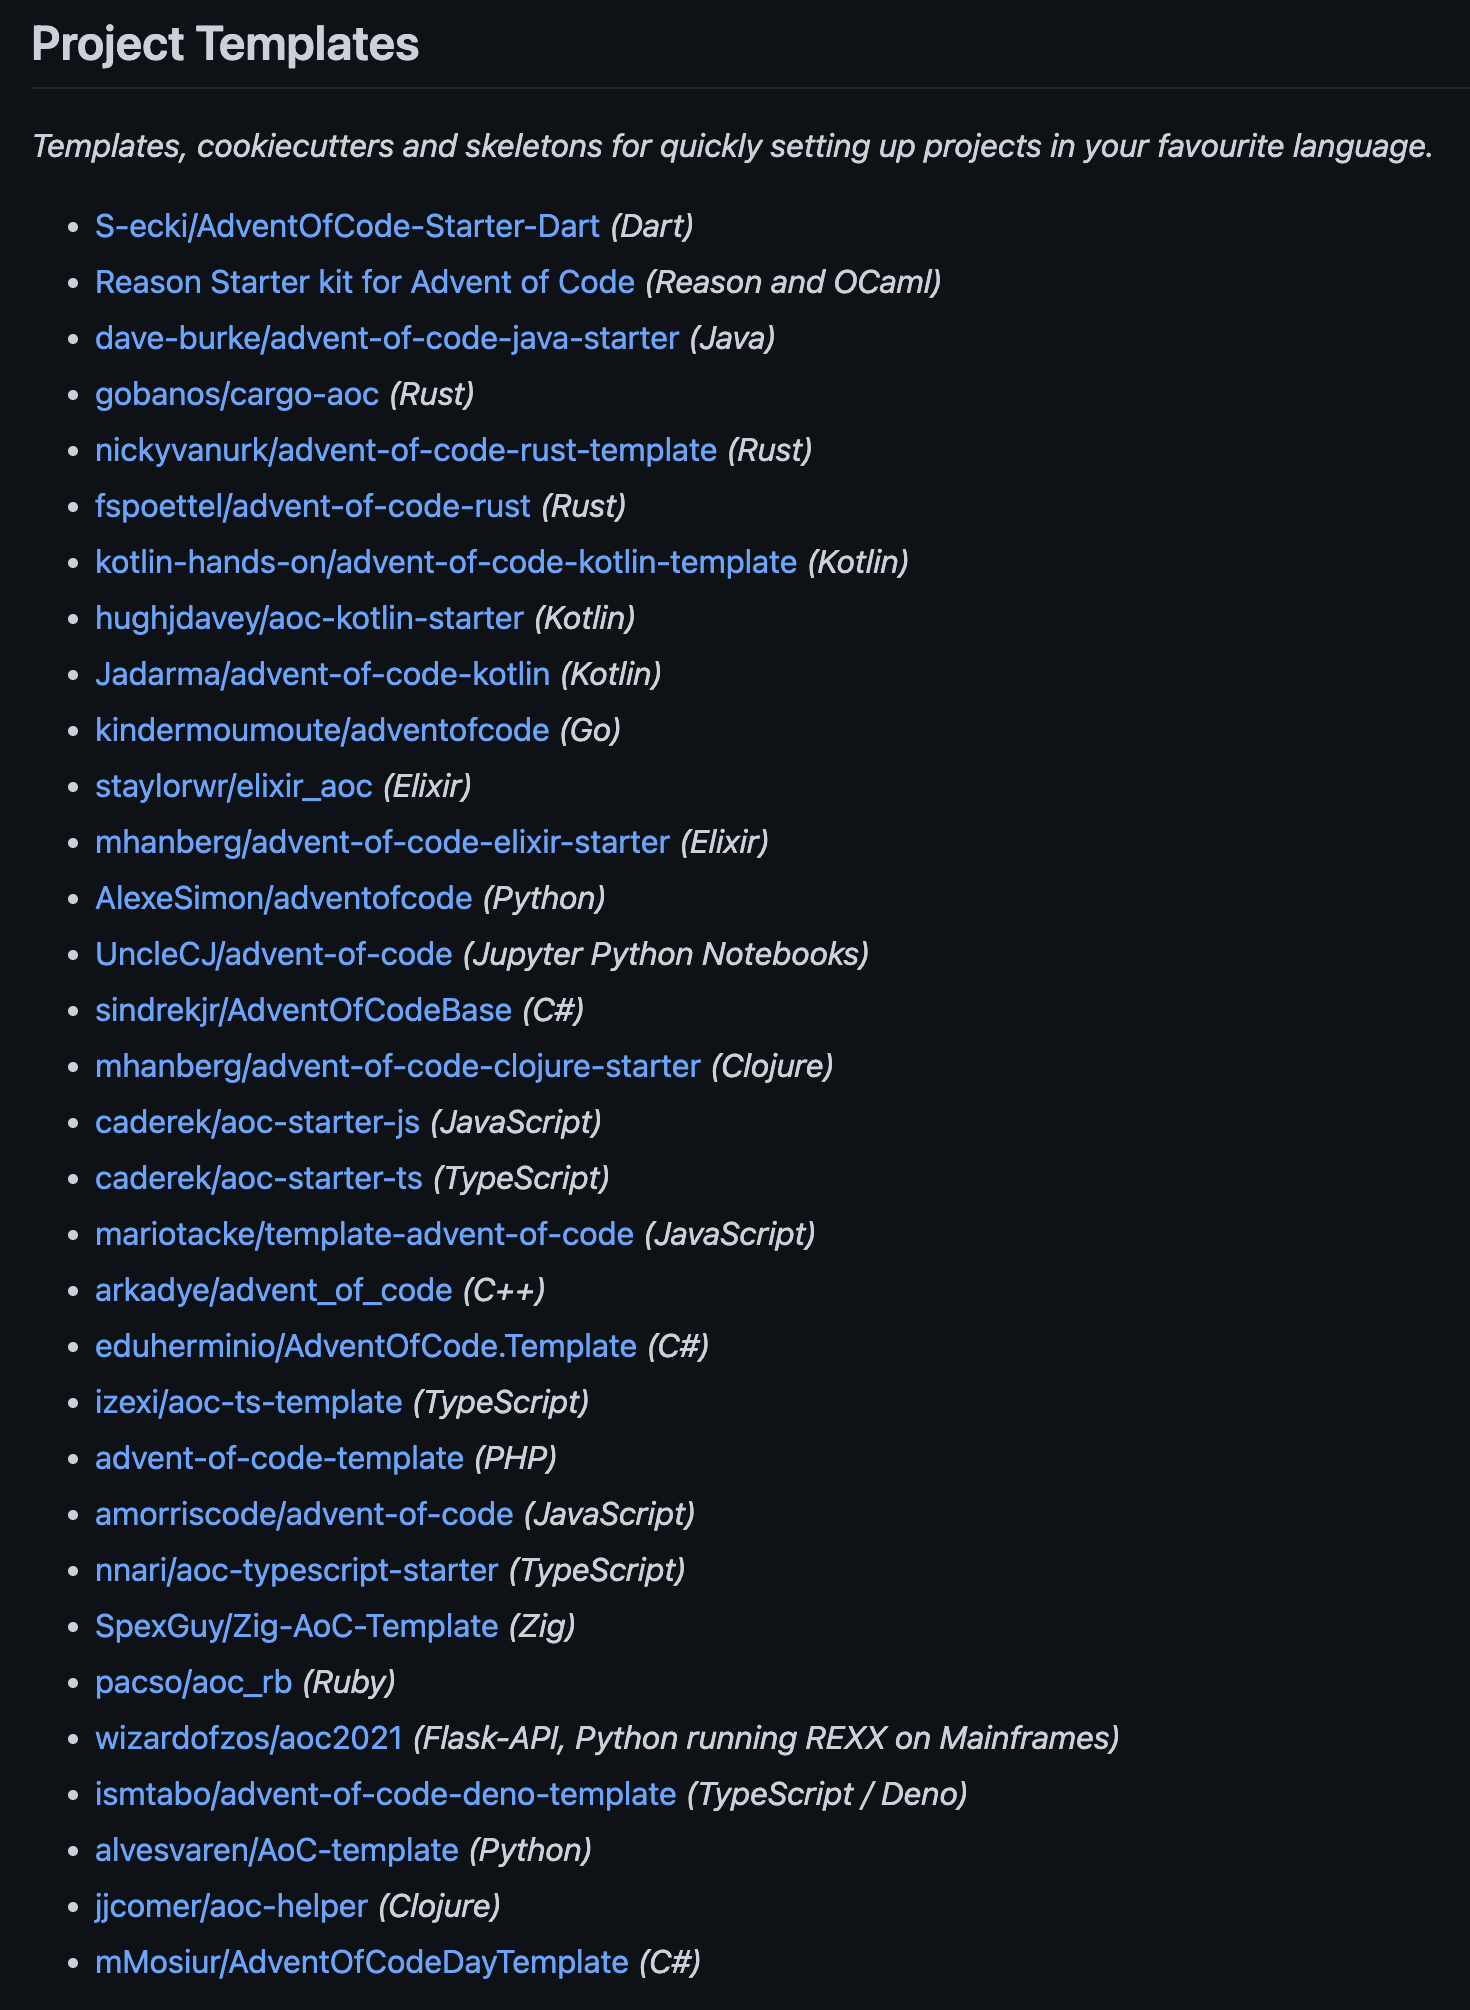 Project Templates
Templates, cookiecutters and skeletons for quickly setting up projects in your favourite language.
• S-ecki/AdventOfCode-Starter-Dart (Dart)
• Reason Starter kit for Advent of Code (Reason and OCaml)
• dave-burke/advent-of-code-java-starter (Java)
• gobanos/cargo-aoc (Rust)
• nickyvanurk/advent-of-code-rust-template (Rust)
• fspoettel/advent-of-code-rust (Rust)
• kotlin-hands-on/advent-of-code-kotlin-template (Kotlin)
• hughjdavey/aoc-kotlin-starter (Kotlin)
• Jadarma/advent-of-code-kotlin (Kotlin)
• kindermoumoute/adventofcode (Go)
• staylorwr/elixir_aoc (Elixir)
• mhanberg/advent-of-code-elixir-starter (Elixir)
• AlexeSimon/adventofcode (Python)
• UncleCJ/advent-of-code (Jupyter Python Notebooks)
• sindrekjr/AdventOfCodeBase (C#)
• mhanberg/advent-of-code-clojure-starter (Clojure)
• caderek/aoc-starter-js (JavaScript)
• caderek/aoc-starter-ts (TypeScript)
• mariotacke/template-advent-of-code (JavaScript)
• arkadye/advent_of_code (C++)
• eduherminio/AdventOfCode.Template (C#)
• izexi/aoc-ts-template (TypeScript)
• advent-of-code-template (PHP)
• amorriscode/advent-of-code (JavaScript)
• nnari/aoc-typescript-starter (TypeScript)
• SpexGuy/Zig-AoC-Template (Zig)
• pacso/aoc_rb (Ruby)
• wizardofzos/aoc2021 (Flask-API, Python running REXX on Mainframes)
• ismtabo/advent-of-code-deno-template (TypeScript / Deno)
• alvesvaren/AoC-template (Python)
• jjcomer/aoc-helper (Clojure)
• mMosiur/AdventOfCodeDayTemplate (C#)